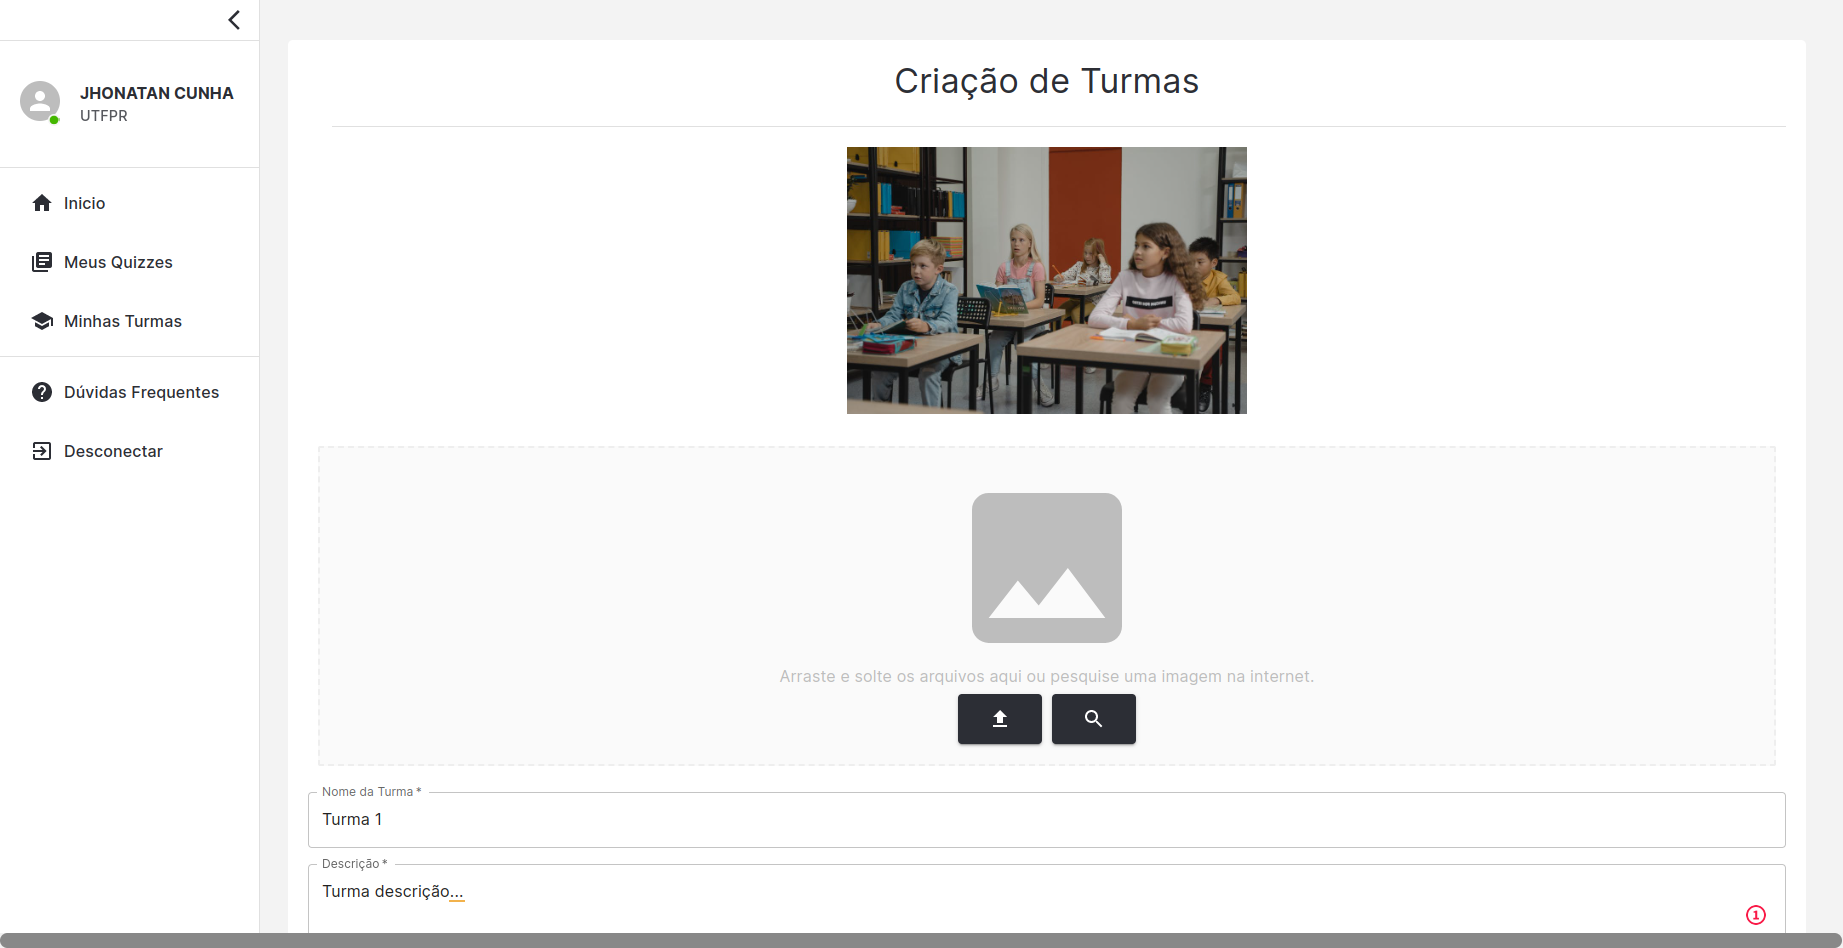 JHONATAN CUNHA
UTFPR
Inicio
Meus Quizzes
Minhas Turmas
Dúvidas Frequentes
Desconectar
Criação de Turmas
Arraste e solte os arquivos aqui ou pesquise uma imagem na internet.
Nome da Turma *
Turma 1
Descrição *
Turma descrição...
1